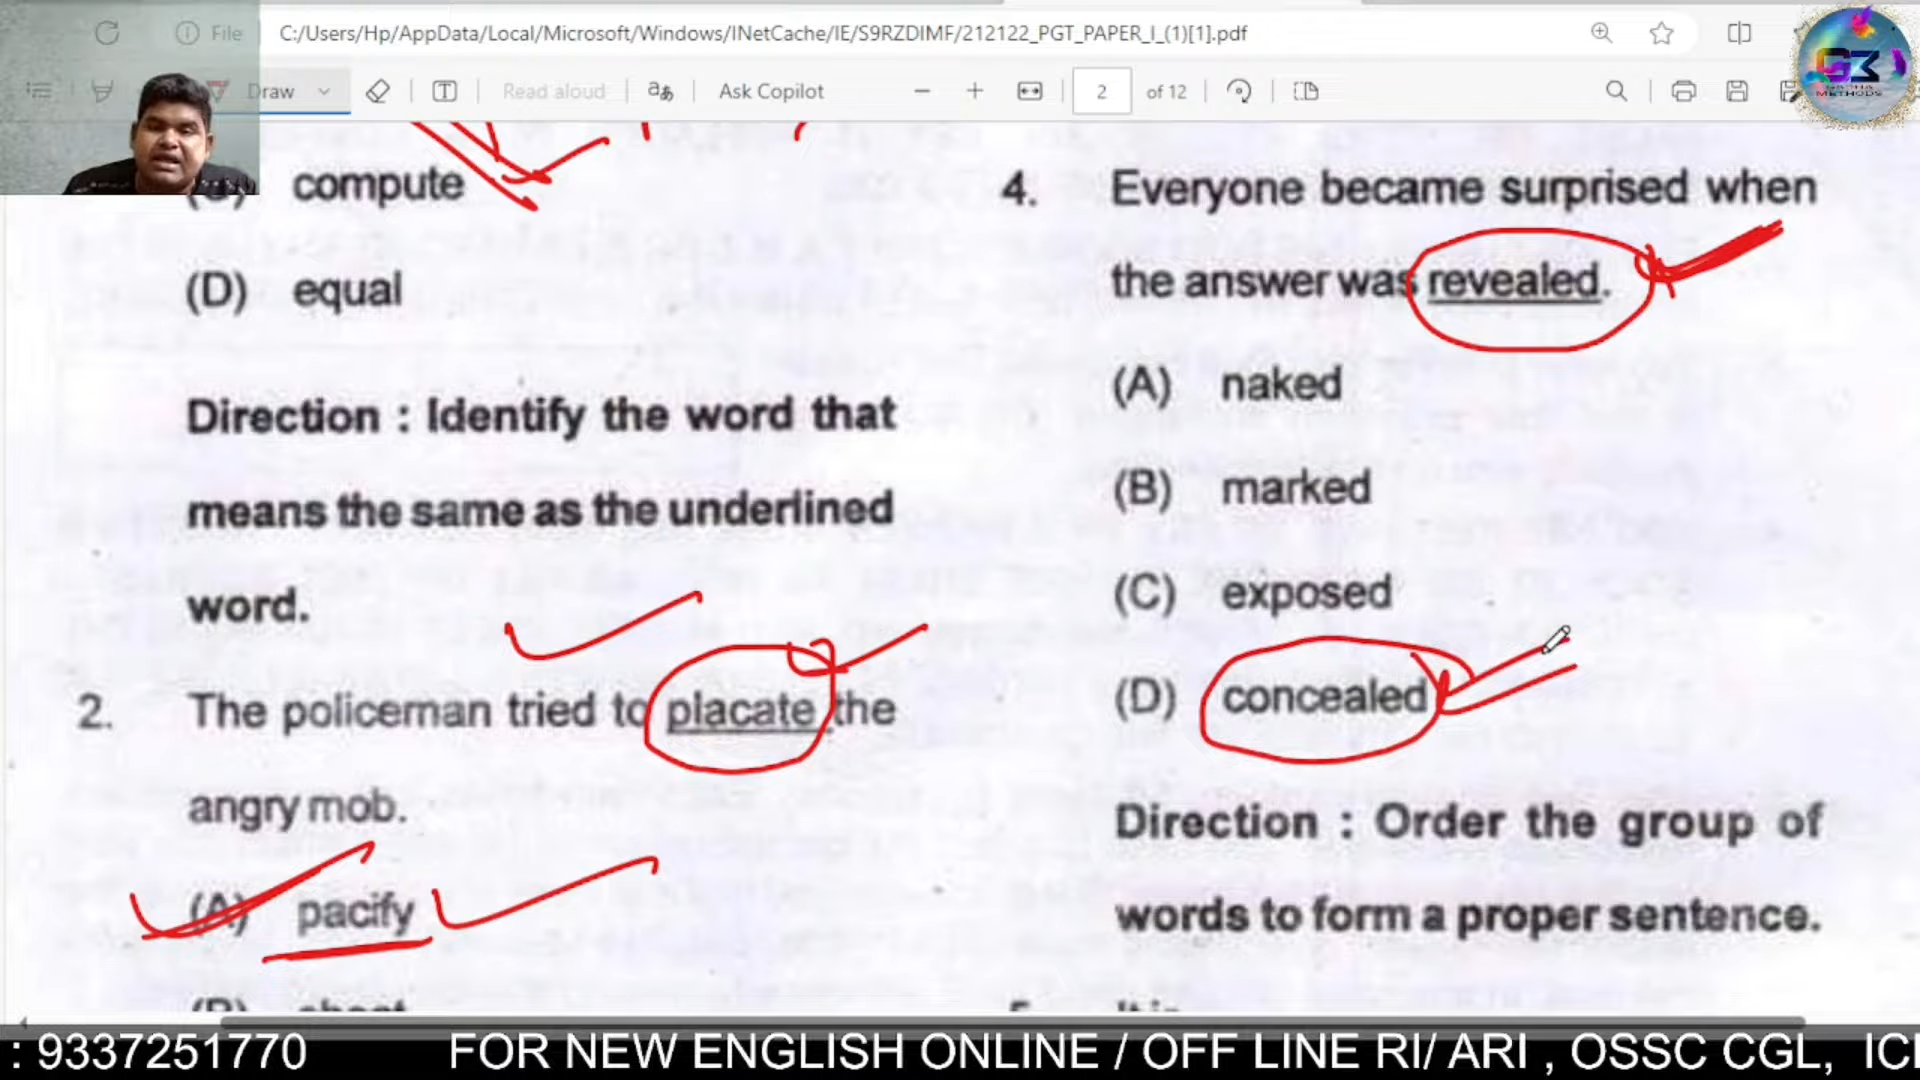 File
C:/Users/Hp/AppData/Local/Microsoft/Windows/INetCache/IE/S9RZDIMF/212122_PGT_PAPER_I_(1)[1].pdf
Draw
Read aloud
Ask Copilot
2 of 12
G3
METHODS
compute
(D) equal
Direction : Identify the word that
means the same as the underlined
word.
2. The policeman tried to placate the
angry mob.
(A) pacify
4. Everyone became surprised when
the answer was revealed.
(A) naked
(B) marked
(C) exposed
(D) concealed
Direction : Order the group of
words to form a proper sentence.
: 9337251770 FOR NEW ENGLISH ONLINE / OFF LINE RI/ ARI , OSSC CGL,